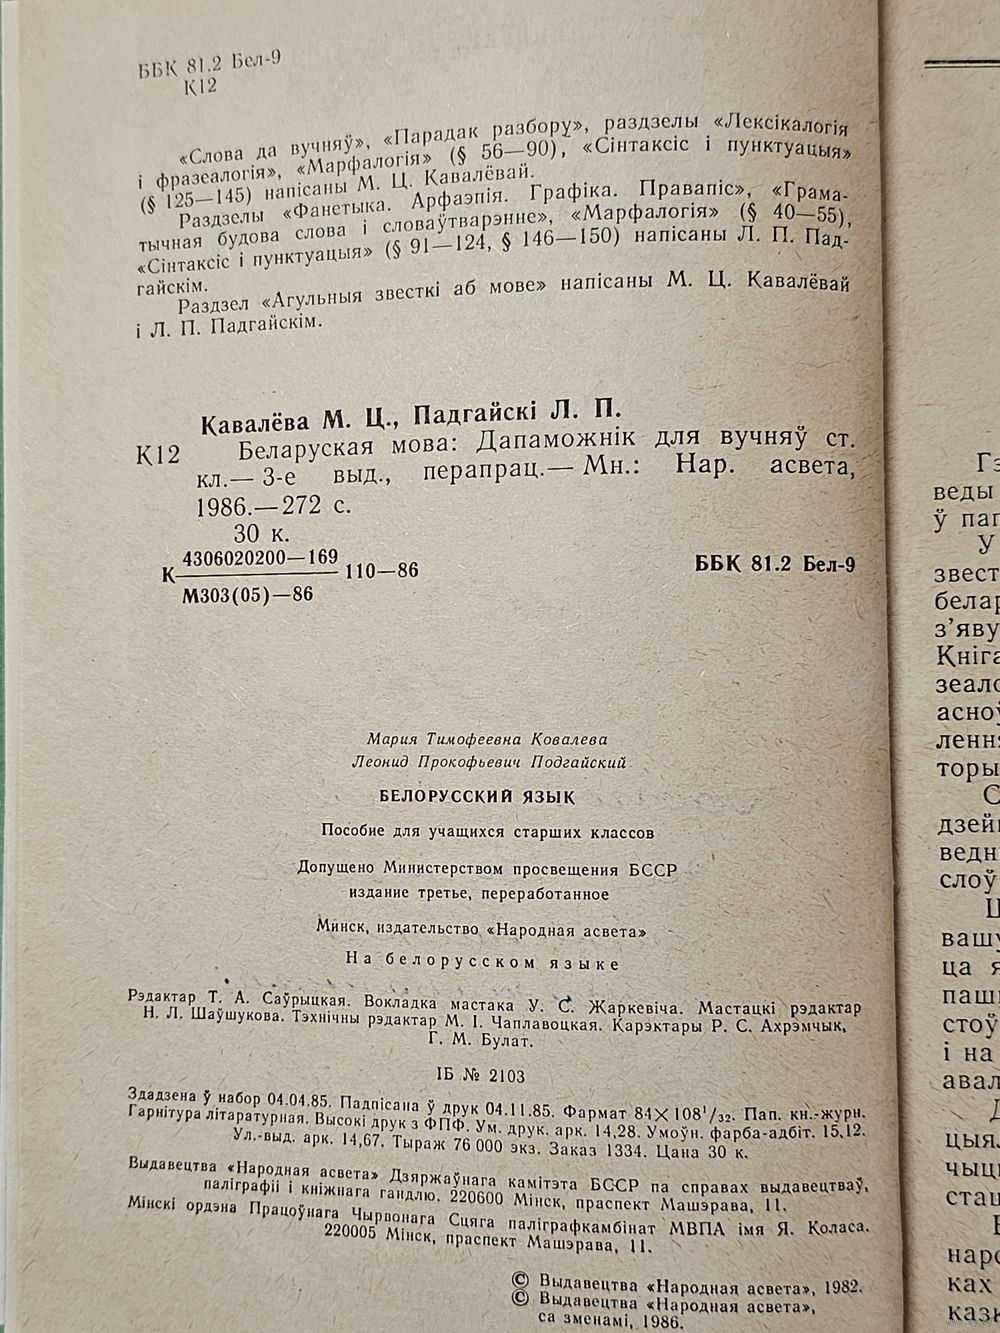 ББК 81.2 Бел-9
К12
«Слова да вучняў», «Парадак разбору», раздзелы «Лексікалогія
і фразеалогія», «Марфалогія» (§ 56—90), «Сінтаксіс і пунктуацыя»
(§ 125—145) напісаны М. Ц. Кавалёвай.
Раздзелы «Фанетыка. Арфаэпія. Графіка. Правапіс», «Грама-
тычная будова слова і словаўтварэнне», «Марфалогія» (§ 40—55),
«Сінтаксіс і пунктуацыя» (§ 91—124, § 146—150) напісаны Л. П. Пад-
гайскім.
Раздзел «Агульныя звесткі аб мове» напісаны М. Ц. Кавалёвай
і Л. П. Падгайскім.
Кавалёва М. Ц., Падгайскі Л. П.
К12 Беларуская мова: Дапаможнік для вучняў ст.
кл.— 3-е выд., перапрац.— Мн.: Нар. асвета,
1986.— 272 с.
30 к.
4306020200—169
К 110—86
М303(05)—86
ББК 81.2 Бел-9
Мария Тимофеевна Ковалева
Леонид Прокофьевич Подгайский
БЕЛОРУССКИЙ ЯЗЫК
Пособие для учащихся старших классов
Допущено Министерством просвещения БССР
издание третье, переработанное
Минск, издательство «Народная асвета»
На белорусском языке
Рэдактар Т. А. Саўрыцкая. Вокладка мастака У. С. Жаркевіча. Мастацкі рэдактар
Н. Л. Шаўшукова. Тэхнічны рэдактар М. І. Чаплавоцкая. Карэктары Р. С. Ахрэмчык,
Г. М. Булат.
ІБ № 2103
Здадзена ў набор 04.04.85. Падпісана ў друк 04.11.85. Фармат 84×108¹/₃₂. Пап. кн.-журн.
Гарнітура літаратурная. Высокі друк з ФПФ. Ум. друк. арк. 14,28. Умоўн. фарба-адбіт. 15,12.
Ул.-выд. арк. 14,67. Тыраж 76 000 экз. Заказ 1334. Цана 30 к.
Выдавецтва «Народная асвета» Дзяржаўнага камітэта БССР па справах выдавецтваў,
паліграфіі і кніжнага гандлю. 220600 Мінск, праспект Машэрава, 11.
Мінскі ордэна Працоўнага Чырвонага Сцяга паліграфкамбінат МВПА імя Я. Коласа.
220005 Мінск, праспект Машэрава, 11.
© Выдавецтва «Народная асвета», 1982.
© Выдавецтва «Народная асвета»,
са зменамі, 1986.
веды
ў
У
з'яву
лення
слоў
вашу
ца
і на
ках